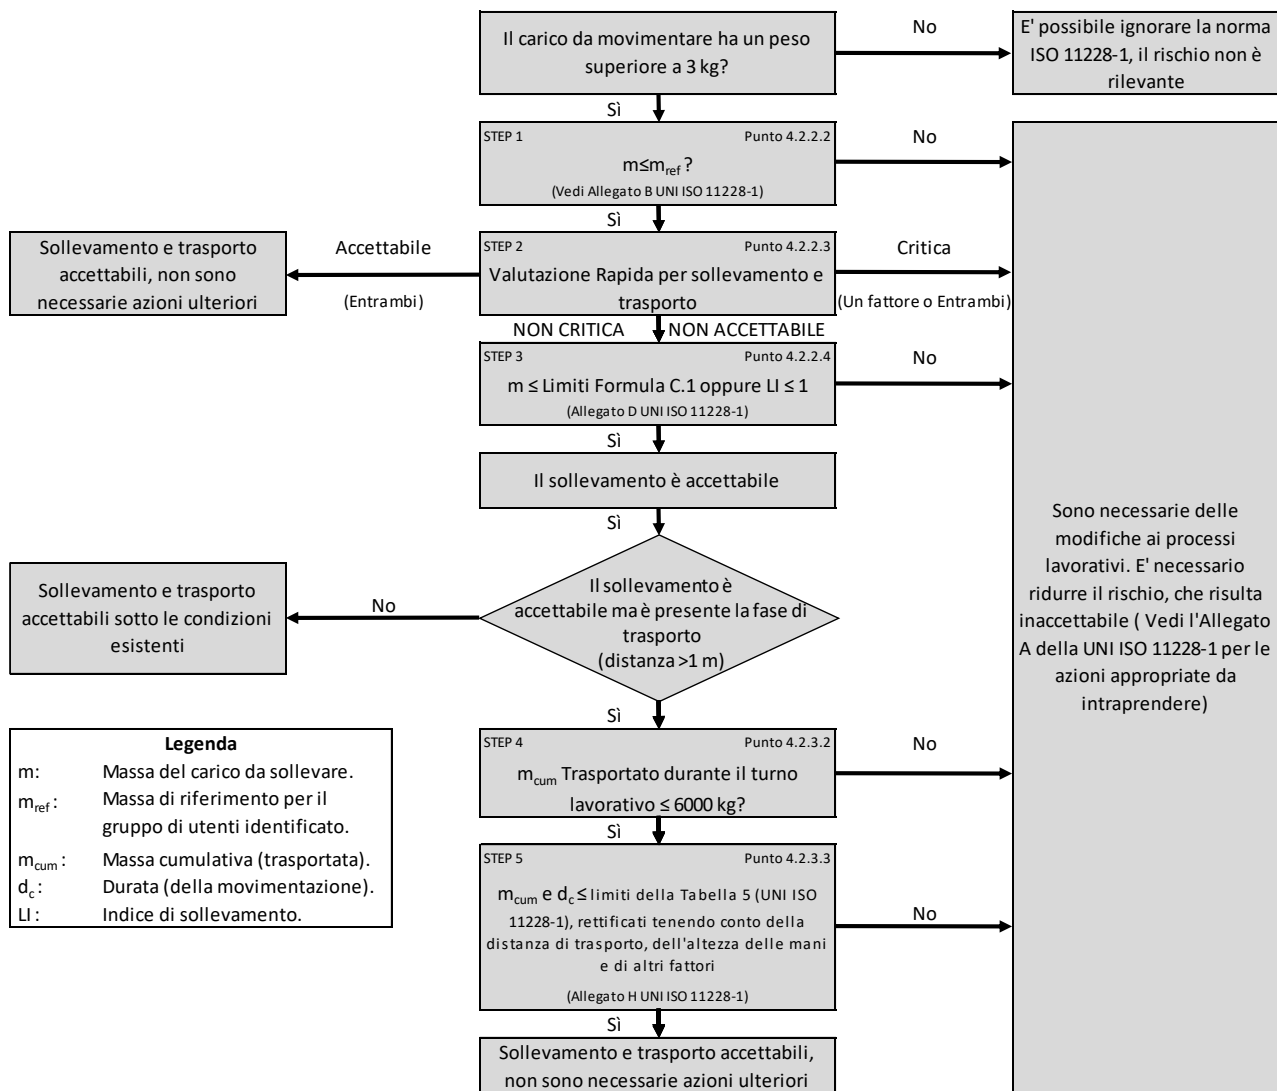 Il carico da movimentare ha un peso
superiore a 3 kg?
No
E' possibile ignorare la norma
ISO 11228-1, il rischio non è
rilevante
Sì
STEP 1 Punto 4.2.2.2
m≤m_ref ?
(Vedi Allegato B UNI ISO 11228-1)
No
Sì
Sollevamento e trasporto
accettabili, non sono
necessarie azioni ulteriori
Accettabile
(Entrambi)
STEP 2 Punto 4.2.2.3
Valutazione Rapida per sollevamento e
trasporto
Critica
(Un fattore o Entrambi)
NON CRITICA NON ACCETTABILE
STEP 3 Punto 4.2.2.4
m ≤ Limiti Formula C.1 oppure LI ≤ 1
(Allegato D UNI ISO 11228-1)
No
Sì
Il sollevamento è accettabile
Sì
Sono necessarie delle
modifiche ai processi
lavorativi. E' necessario
ridurre il rischio, che risulta
inaccettabile ( Vedi l'Allegato
A della UNI ISO 11228-1 per le
azioni appropriate da
intraprendere)
Sollevamento e trasporto
accettabili sotto le condizioni
esistenti
No
Il sollevamento è
accettabile ma è presente la fase di
trasporto
(distanza >1 m)
Sì
STEP 4 Punto 4.2.3.2
m_cum Trasportato durante il turno
lavorativo ≤ 6000 kg?
No
Sì
Legenda
m: Massa del carico da sollevare.
m_ref : Massa di riferimento per il
gruppo di utenti identificato.
m_cum : Massa cumulativa (trasportata).
d_c : Durata (della movimentazione).
LI : Indice di sollevamento.
STEP 5 Punto 4.2.3.3
m_cum e d_c ≤ limiti della Tabella 5 (UNI ISO
11228-1), rettificati tenendo conto della
distanza di trasporto, dell'altezza delle mani
e di altri fattori
(Allegato H UNI ISO 11228-1)
No
Sì
Sollevamento e trasporto accettabili,
non sono necessarie azioni ulteriori